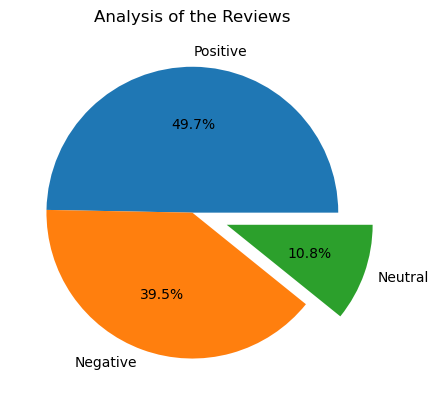 Analysis of the Reviews
Positive
49.7%
10.8%
Neutral
39.5%
Negative